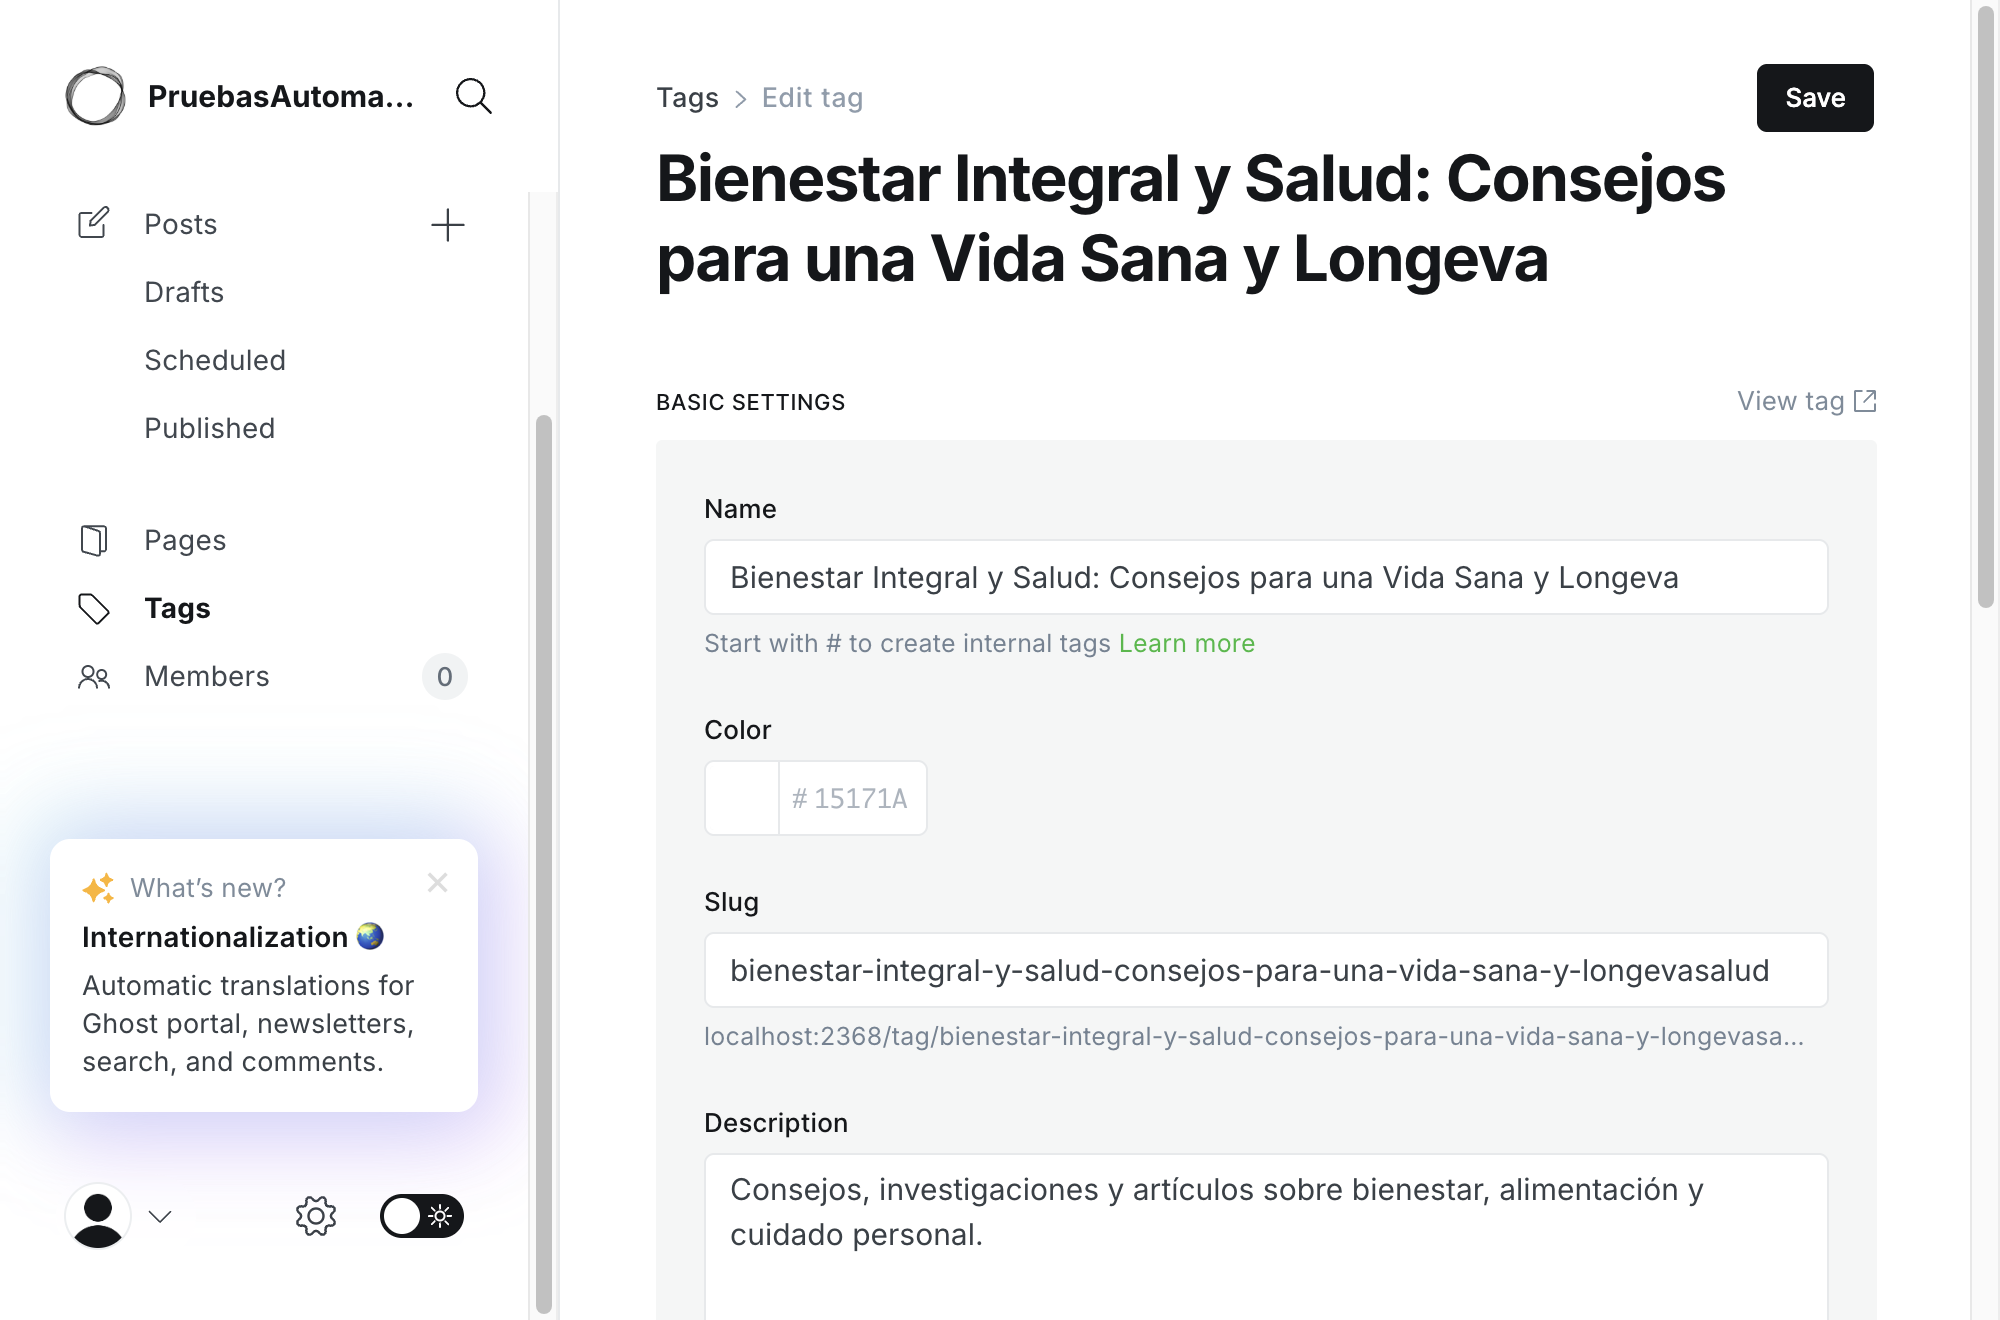 PruebasAutoma...
Posts
Drafts
Scheduled
Published
Pages
Tags
Members
0
What’s new?
Internationalization
Automatic translations for
Ghost portal, newsletters,
search, and comments.
Tags > Edit tag
Save
Bienestar Integral y Salud: Consejos
para una Vida Sana y Longeva
BASIC SETTINGS
View tag
Name
Bienestar Integral y Salud: Consejos para una Vida Sana y Longeva
Start with # to create internal tags Learn more
Color
# 15171A
Slug
bienestar-integral-y-salud-consejos-para-una-vida-sana-y-longevasalud
localhost:2368/tag/bienestar-integral-y-salud-consejos-para-una-vida-sana-y-longevasa...
Description
Consejos, investigaciones y artículos sobre bienestar, alimentación y
cuidado personal.